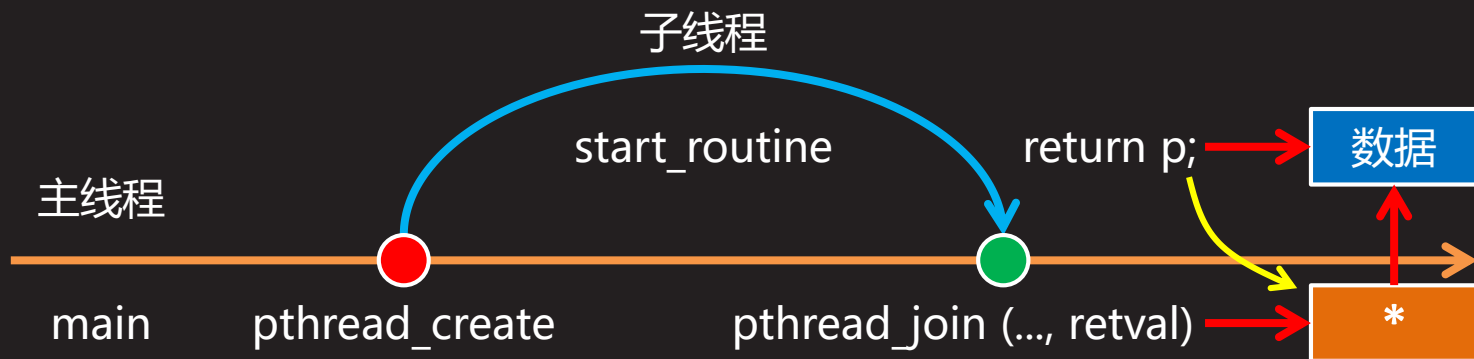 子线程
start_routine
return p;
数据
主线程
main
pthread_create
pthread_join (..., retval)
*